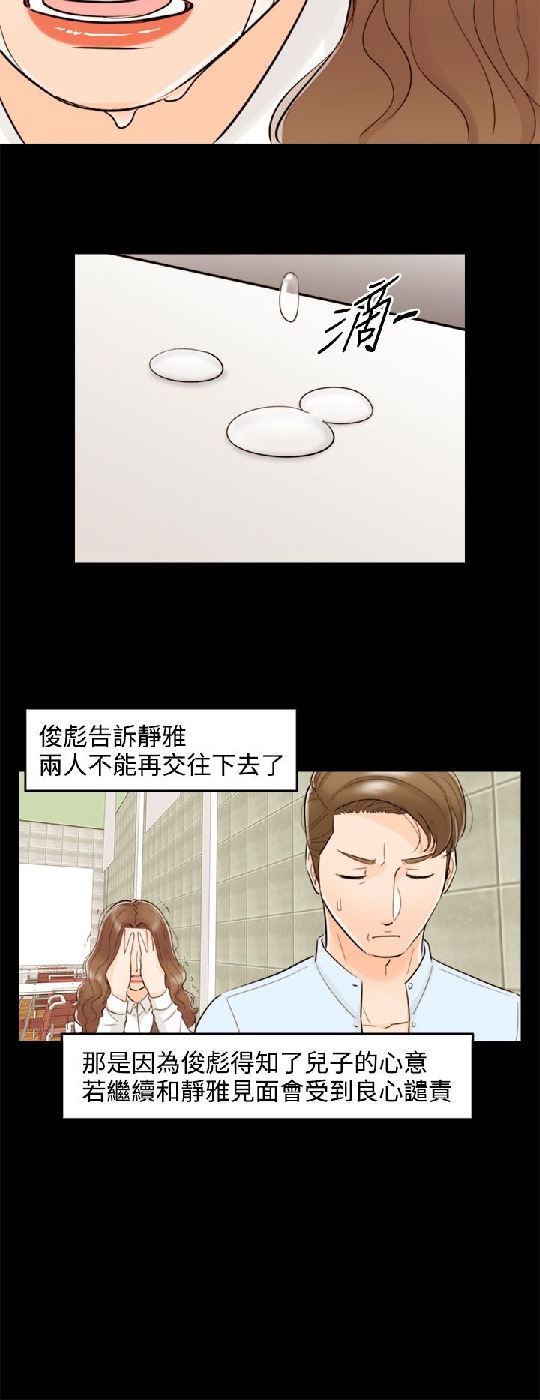 滴
俊彪告訴靜雅
兩人不能再交往下去了
那是因為俊彪得知了兒子的心意
若繼續和靜雅見面會受到良心譴責